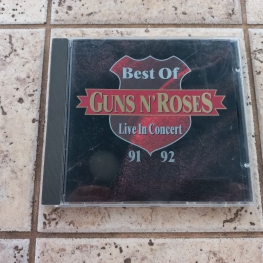 Best Of
GUNS N' ROSES
Live In Concert
91 92